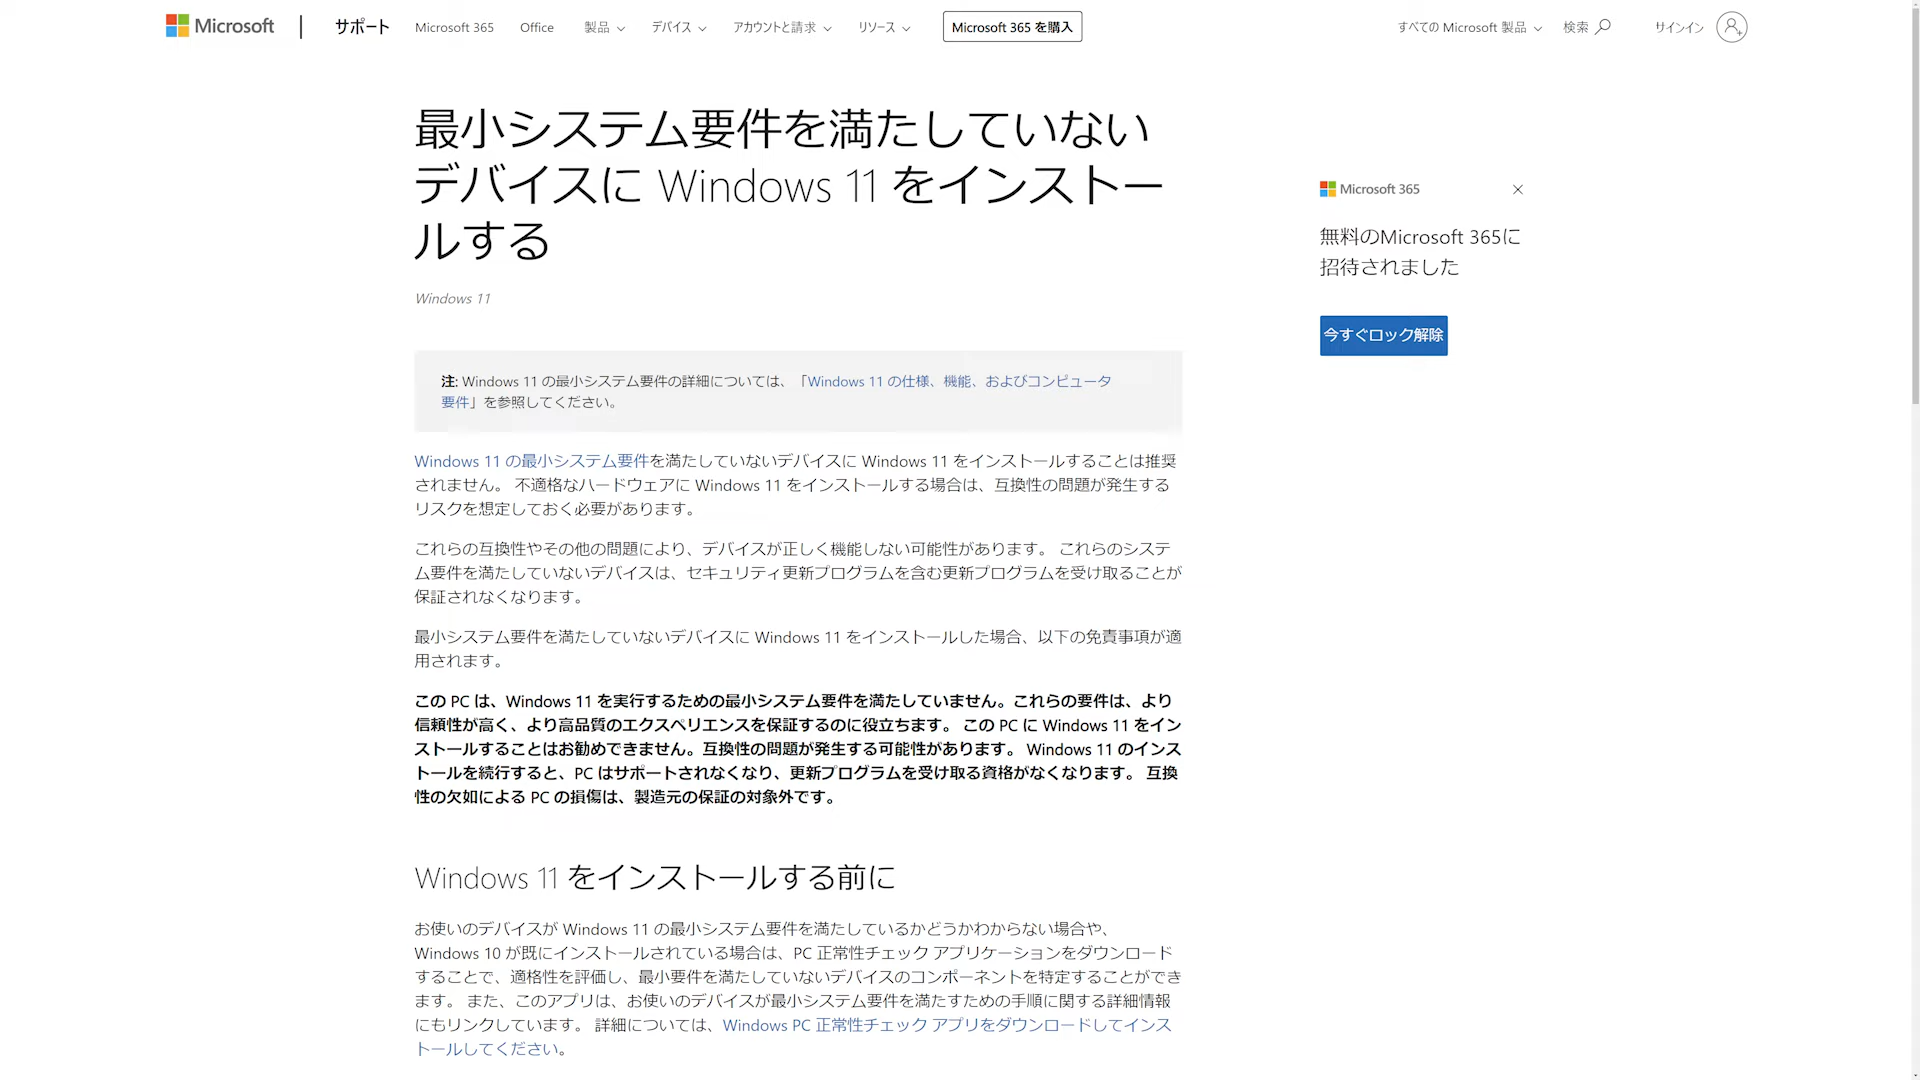 Microsoft | サポート Microsoft 365 Office 製品 デバイス アカウントと請求 リソース Microsoft 365 を購入 すべての Microsoft 製品 検索 サインイン
最小システム要件を満たしていない
デバイスに Windows 11 をインストー
ルする
Windows 11
注: Windows 11 の最小システム要件の詳細については、「Windows 11 の仕様、機能、およびコンピュータ
要件」を参照してください。
Windows 11 の最小システム要件を満たしていないデバイスに Windows 11 をインストールすることは推奨
されません。 不適格なハードウェアに Windows 11 をインストールする場合は、互換性の問題が発生する
リスクを想定しておく必要があります。
これらの互換性やその他の問題により、デバイスが正しく機能しない可能性があります。 これらのシステ
ム要件を満たしていないデバイスは、セキュリティ更新プログラムを含む更新プログラムを受け取ることが
保証されなくなります。
最小システム要件を満たしていないデバイスに Windows 11 をインストールした場合、以下の免責事項が適
用されます。
この PC は、Windows 11 を実行するための最小システム要件を満たしていません。これらの要件は、より
信頼性が高く、より高品質のエクスペリエンスを保証するのに役立ちます。 この PC に Windows 11 をイン
ストールすることはお勧めできません。互換性の問題が発生する可能性があります。 Windows 11 のインス
トールを続行すると、PC はサポートされなくなり、更新プログラムを受け取る資格がなくなります。 互換
性の欠如による PC の損傷は、製造元の保証の対象外です。
Windows 11 をインストールする前に
お使いのデバイスが Windows 11 の最小システム要件を満たしているかどうかわからない場合や、
Windows 10 が既にインストールされている場合は、PC 正常性チェック アプリケーションをダウンロード
することで、適格性を評価し、最小要件を満たしていないデバイスのコンポーネントを特定することができ
ます。 また、このアプリは、お使いのデバイスが最小システム要件を満たすための手順に関する詳細情報
にもリンクしています。 詳細については、Windows PC 正常性チェック アプリをダウンロードしてインス
トールしてください。
Microsoft 365
無料のMicrosoft 365に
招待されました
今すぐロック解除